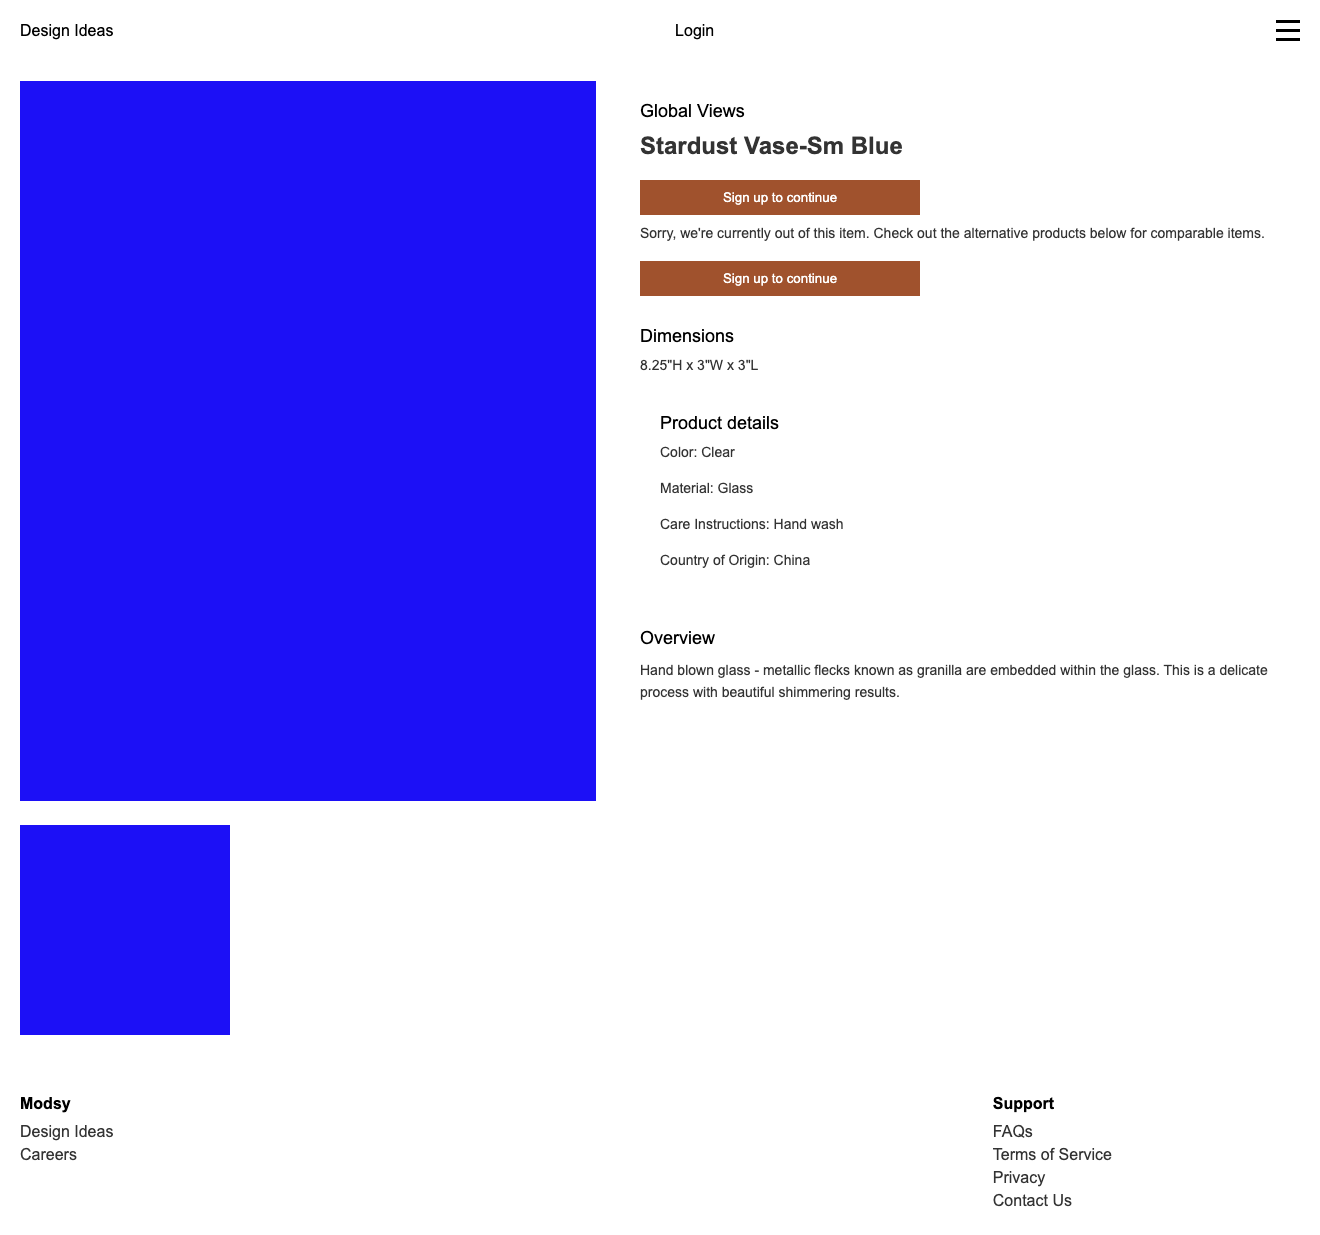 Design Ideas
Login
Global Views
Stardust Vase-Sm Blue
Sign up to continue
Sorry, we're currently out of this item. Check out the alternative products below for comparable items.
Sign up to continue
Dimensions
8.25"H x 3"W x 3"L
Product details
Color: Clear
Material: Glass
Care Instructions: Hand wash
Country of Origin: China
Overview
Hand blown glass - metallic flecks known as granilla are embedded within the glass. This is a delicate
process with beautiful shimmering results.
Modsy
Design Ideas
Careers
Support
FAQs
Terms of Service
Privacy
Contact Us